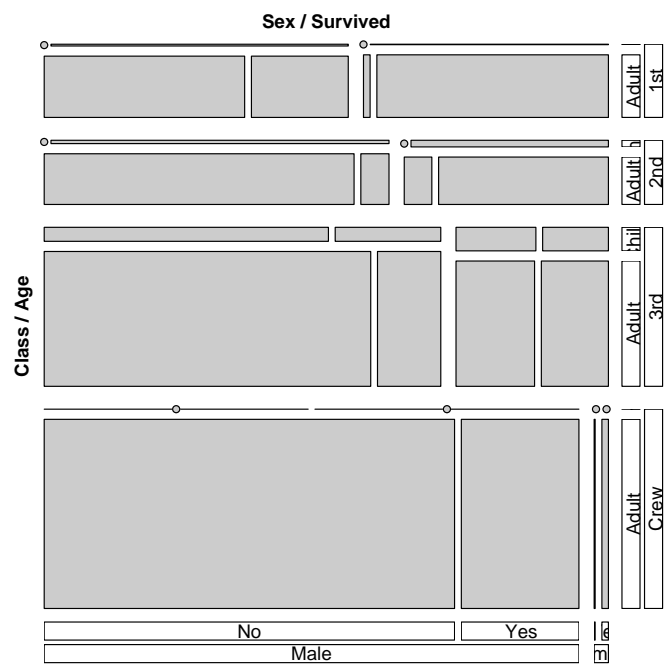 Sex / Survived
Adult
1st
Adult
2nd
Class / Age
Adult
3rd
Adult
Crew
No
Yes
Male